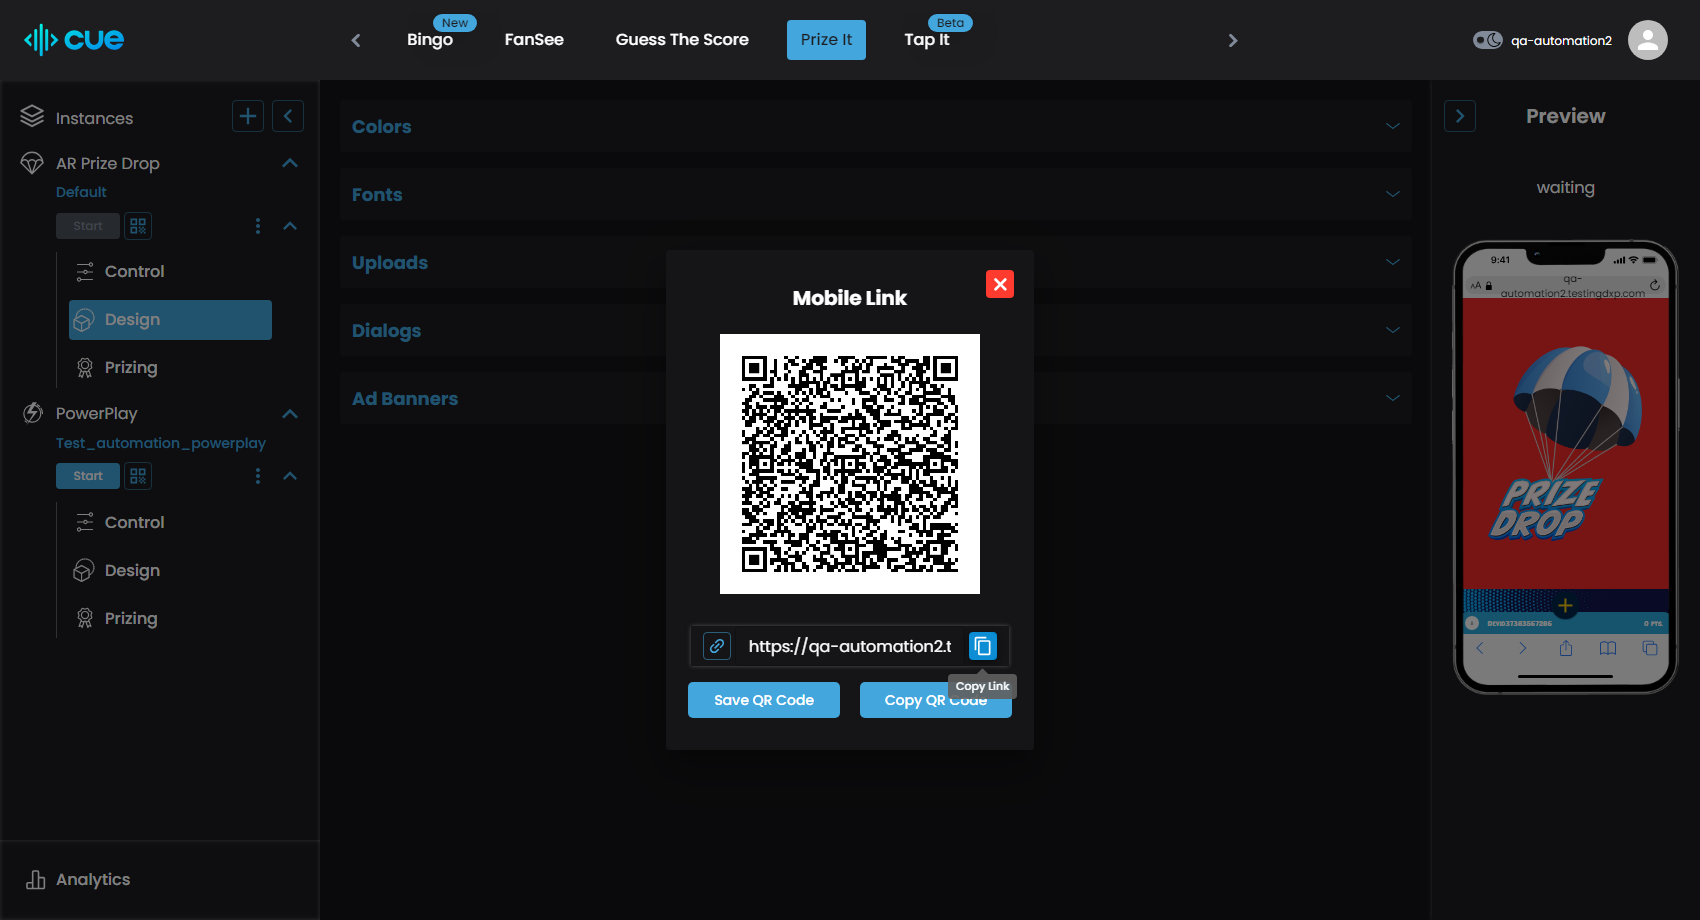 cue
Bingo
New
FanSee
Guess The Score
Prize It
Tap It
Beta
qa-automation2
Instances
AR Prize Drop
Default
Start
Control
Design
Prizing
PowerPlay
Test_automation_powerplay
Start
Control
Design
Prizing
Analytics
Colors
Fonts
Uploads
Dialogs
Ad Banners
Mobile Link
https://qa-automation2.t
Copy Link
Save QR Code
Copy QR Code
Preview
waiting
9:41
AA
qa-
automation2.testingdxp.com
PRIZE
DROP
0 PTS.